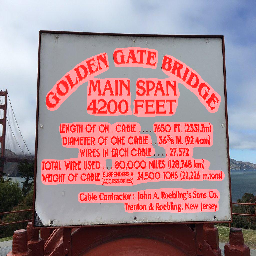 GOLDEN GATE BRIDGE
MAIN SPAN
4200 FEET
LENGTH OF ONE CABLE .... 7650 FT. (2331.7m)
DIAMETER OF ONE CABLE .. 36⅜ IN. (92.4cm)
WIRES IN EACH CABLE .... 27,572
TOTAL WIRE USED .. 80,000 MILES (128,748 km)
WEIGHT OF CABLE SUSPENDERS & ACCESSORIES 24,500 TONS (22,226 m.tons)
Cable Contractor: John A. Roebling's Sons Co.
Trenton & Roebling, New Jersey